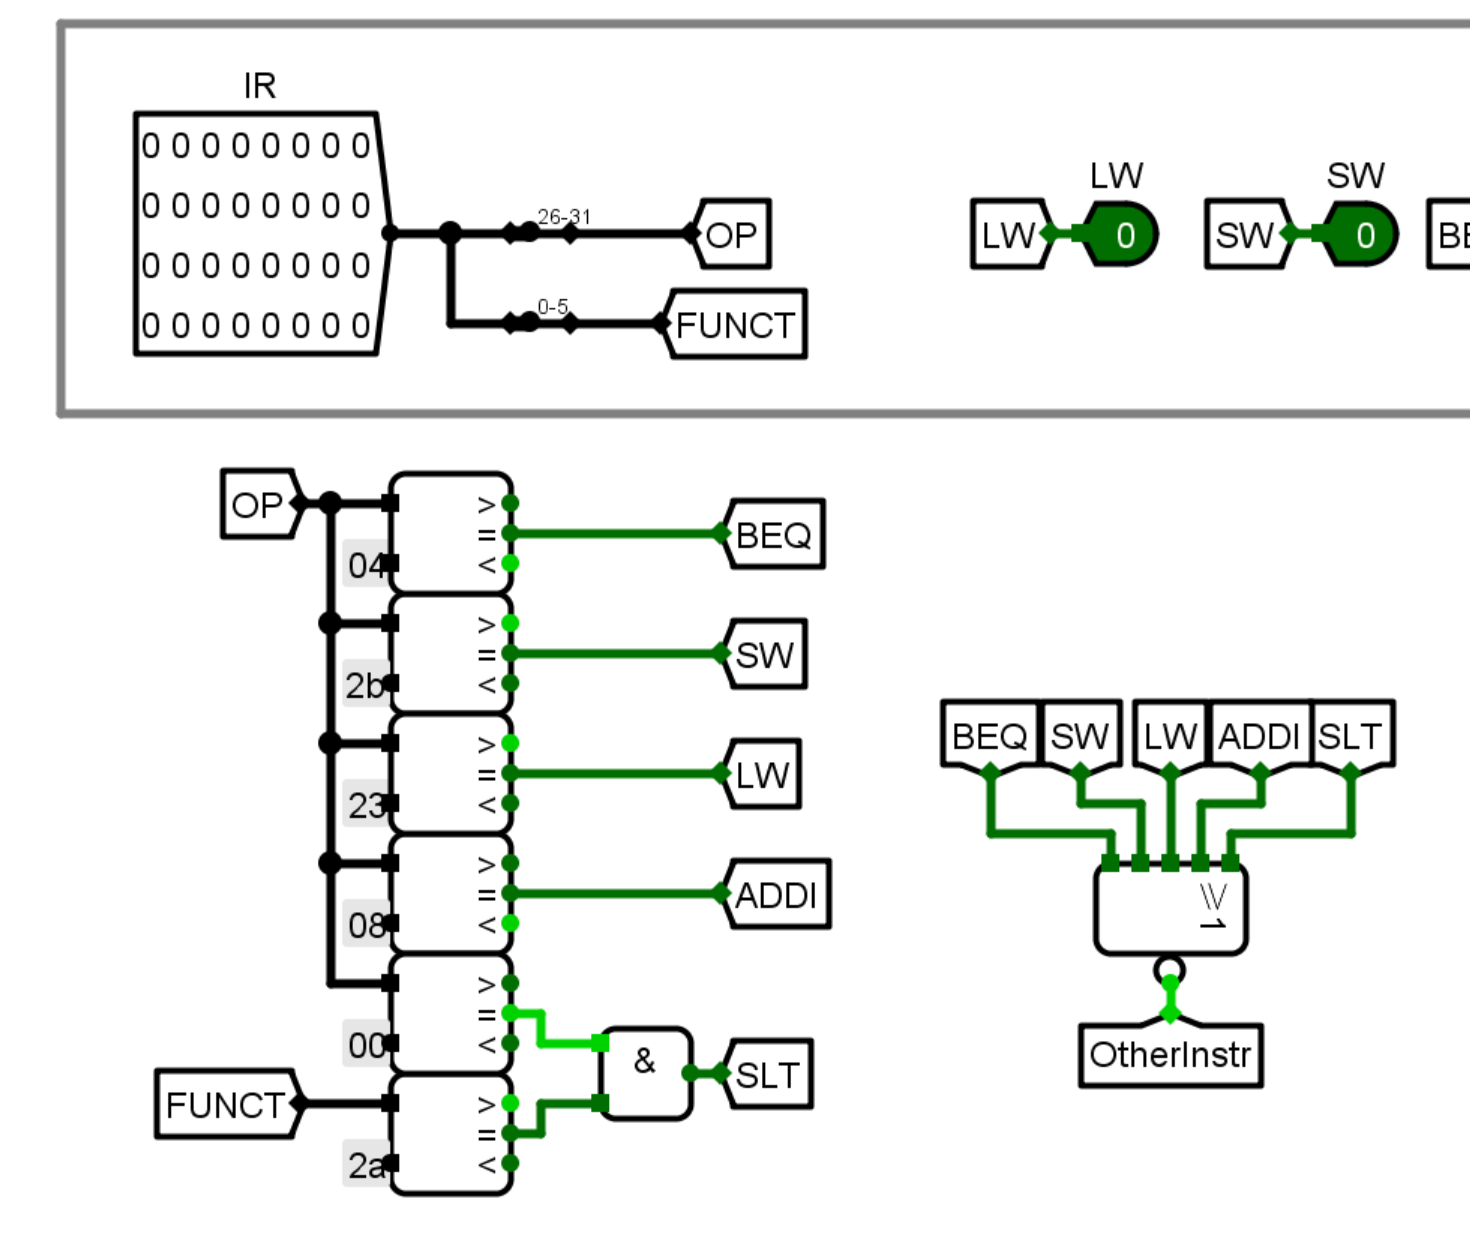 IR
0 0 0 0 0 0 0 0
0 0 0 0 0 0 0 0
0 0 0 0 0 0 0 0
0 0 0 0 0 0 0 0
26-31
OP
0-5
FUNCT
LW
LW 0
SW
SW 0
BE
OP
04
> = <
BEQ
2b
> = <
SW
23
> = <
LW
08
> = <
ADDI
00
> = <
FUNCT
2a
> = <
&
SLT
BEQ SW LW ADDI SLT
≥1
OtherInstr